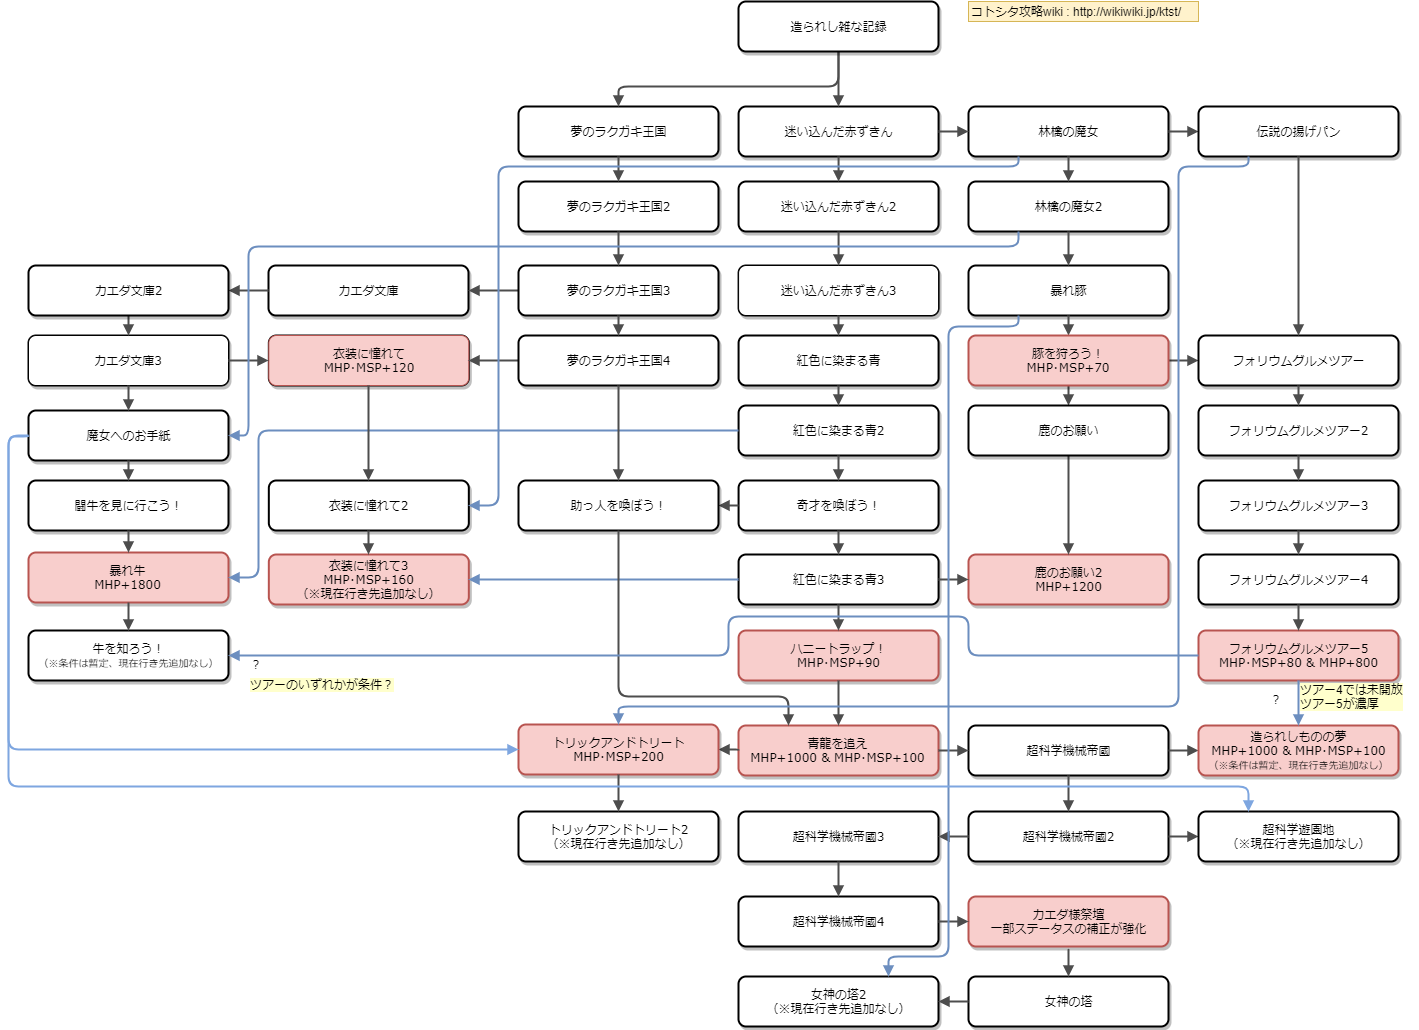 造られし雑な記録
コトシタ攻略wiki : http://wikiwiki.jp/ktst/
夢のラクガキ王国
迷い込んだ赤ずきん
林檎の魔女
伝説の揚げパン
夢のラクガキ王国2
迷い込んだ赤ずきん2
林檎の魔女2
カエダ文庫2
カエダ文庫
夢のラクガキ王国3
迷い込んだ赤ずきん3
暴れ豚
カエダ文庫3
衣装に憧れて
MHP･MSP+120
夢のラクガキ王国4
紅色に染まる青
豚を狩ろう！
MHP･MSP+70
フォリウムグルメツアー
魔女へのお手紙
紅色に染まる青2
鹿のお願い
フォリウムグルメツアー2
闘牛を見に行こう！
衣装に憧れて2
助っ人を喚ぼう！
奇才を喚ぼう！
フォリウムグルメツアー3
暴れ牛
MHP+1800
衣装に憧れて3
MHP･MSP+160
（※現在行き先追加なし）
紅色に染まる青3
鹿のお願い2
MHP+1200
フォリウムグルメツアー4
牛を知ろう！
（※条件は暫定、現在行き先追加なし）
？
ツアーのいずれかが条件？
ハニートラップ！
MHP･MSP+90
フォリウムグルメツアー5
MHP･MSP+80 & MHP+800
？
ツアー4では未開放
ツアー5が濃厚
トリックアンドトリート
MHP･MSP+200
青龍を追え
MHP+1000 & MHP･MSP+100
超科学機械帝國
造られしものの夢
MHP+1000 & MHP･MSP+100
（※条件は暫定、現在行き先追加なし）
トリックアンドトリート2
（※現在行き先追加なし）
超科学機械帝國3
超科学機械帝國2
超科学遊園地
（※現在行き先追加なし）
超科学機械帝國4
カエダ様祭壇
一部ステータスの補正が強化
女神の塔2
（※現在行き先追加なし）
女神の塔